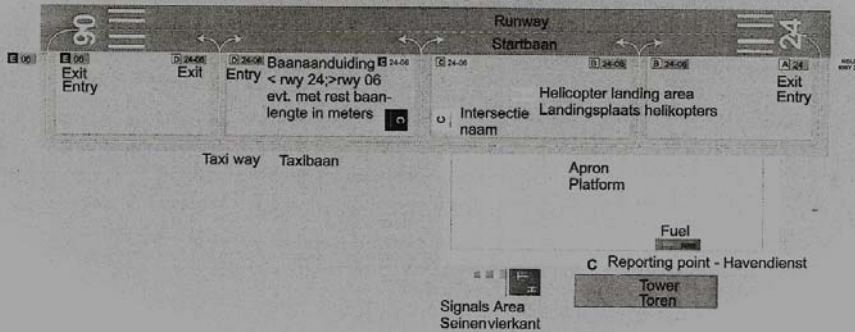 Runway
Startbaan
06
24
E 06
E 06
Exit
Entry
D 24-06
Exit
D 24-06
Entry
Baanaanduiding
< rwy 24;>rwy 06
evt. met rest baan-
lengte in meters
24-06
C
C 24-06
C
Intersectie
naam
B 24-06
B 24-06
Helicopter landing area
Landingsplaats helikopters
A 24
Exit
Entry
Taxi way Taxibaan
Apron
Platform
Fuel
C Reporting point - Havendienst
Tower
Toren
T
H
Signals Area
Seinenvierkant